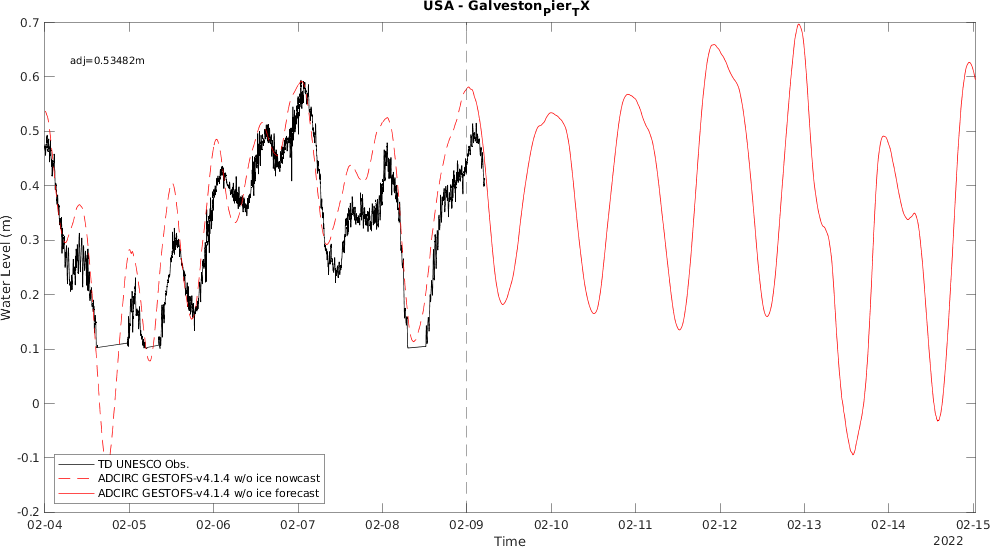 USA - GalvestonPierTX
adj=0.53482m
Water Level (m)
0.7
0.6
0.5
0.4
0.3
0.2
0.1
0
-0.1
-0.2
TD UNESCO Obs.
ADCIRC GESTOFS-v4.1.4 w/o ice nowcast
ADCIRC GESTOFS-v4.1.4 w/o ice forecast
02-04 02-05 02-06 02-07 02-08 02-09 02-10 02-11 02-12 02-13 02-14 02-15
Time
2022